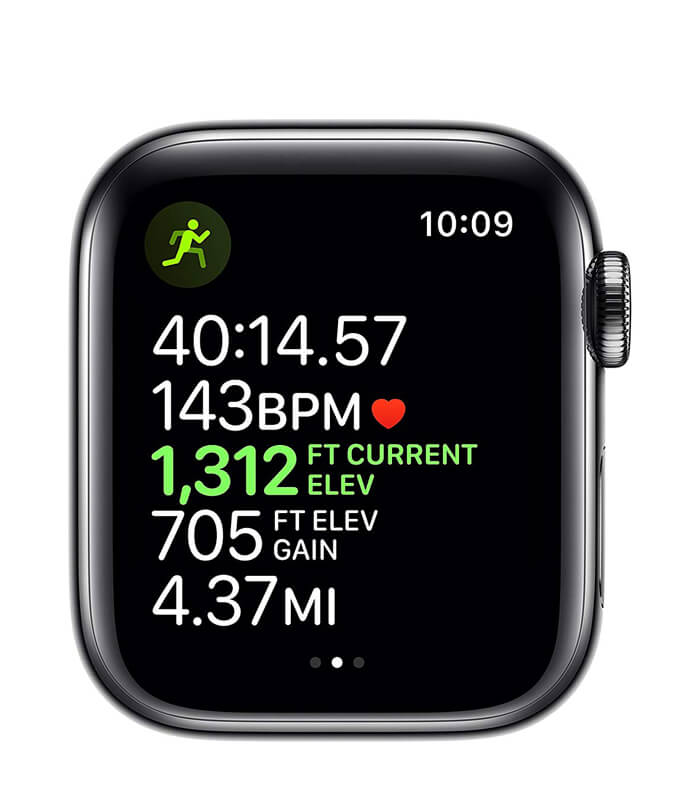 10:09
40:14.57
143BPM
1,312 FT CURRENT
ELEV
705 FT ELEV
GAIN
4.37MI